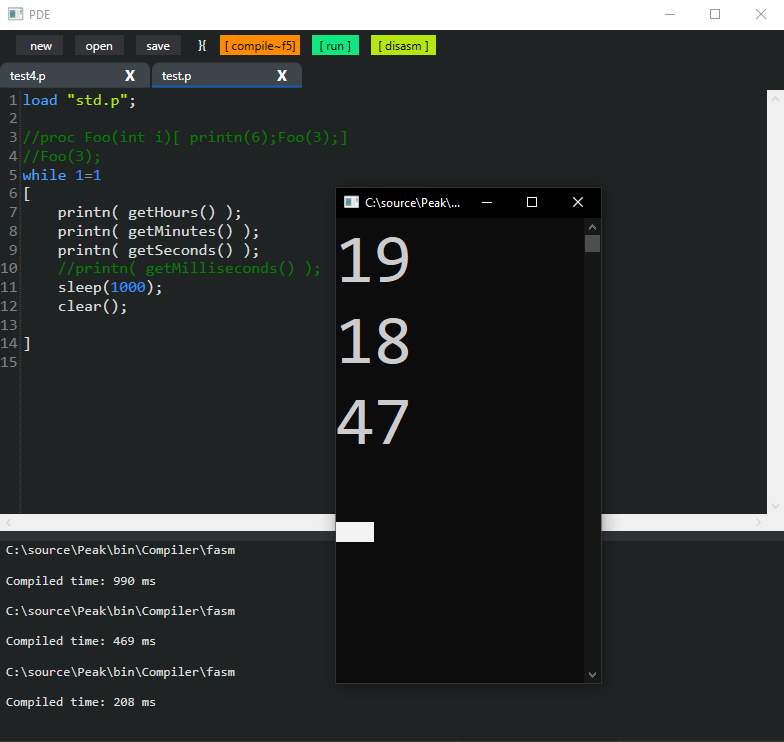 PDE
new open save }{ [ compile~f5] [ run ] [ disasm ]
test4.p X test.p X
1 load "std.p";
2
3 //proc Foo(int i)[ printn(6);Foo(3);]
4 //Foo(3);
5 while 1=1
6 [
7 printn( getHours() );
8 printn( getMinutes() );
9 printn( getSeconds() );
10 //printn( getMilliseconds() );
11 sleep(1000);
12 clear();
13
14 ]
15
C:\source\Peak\...
19
18
47
C:\source\Peak\bin\Compiler\fasm
Compiled time: 990 ms
C:\source\Peak\bin\Compiler\fasm
Compiled time: 469 ms
C:\source\Peak\bin\Compiler\fasm
Compiled time: 208 ms